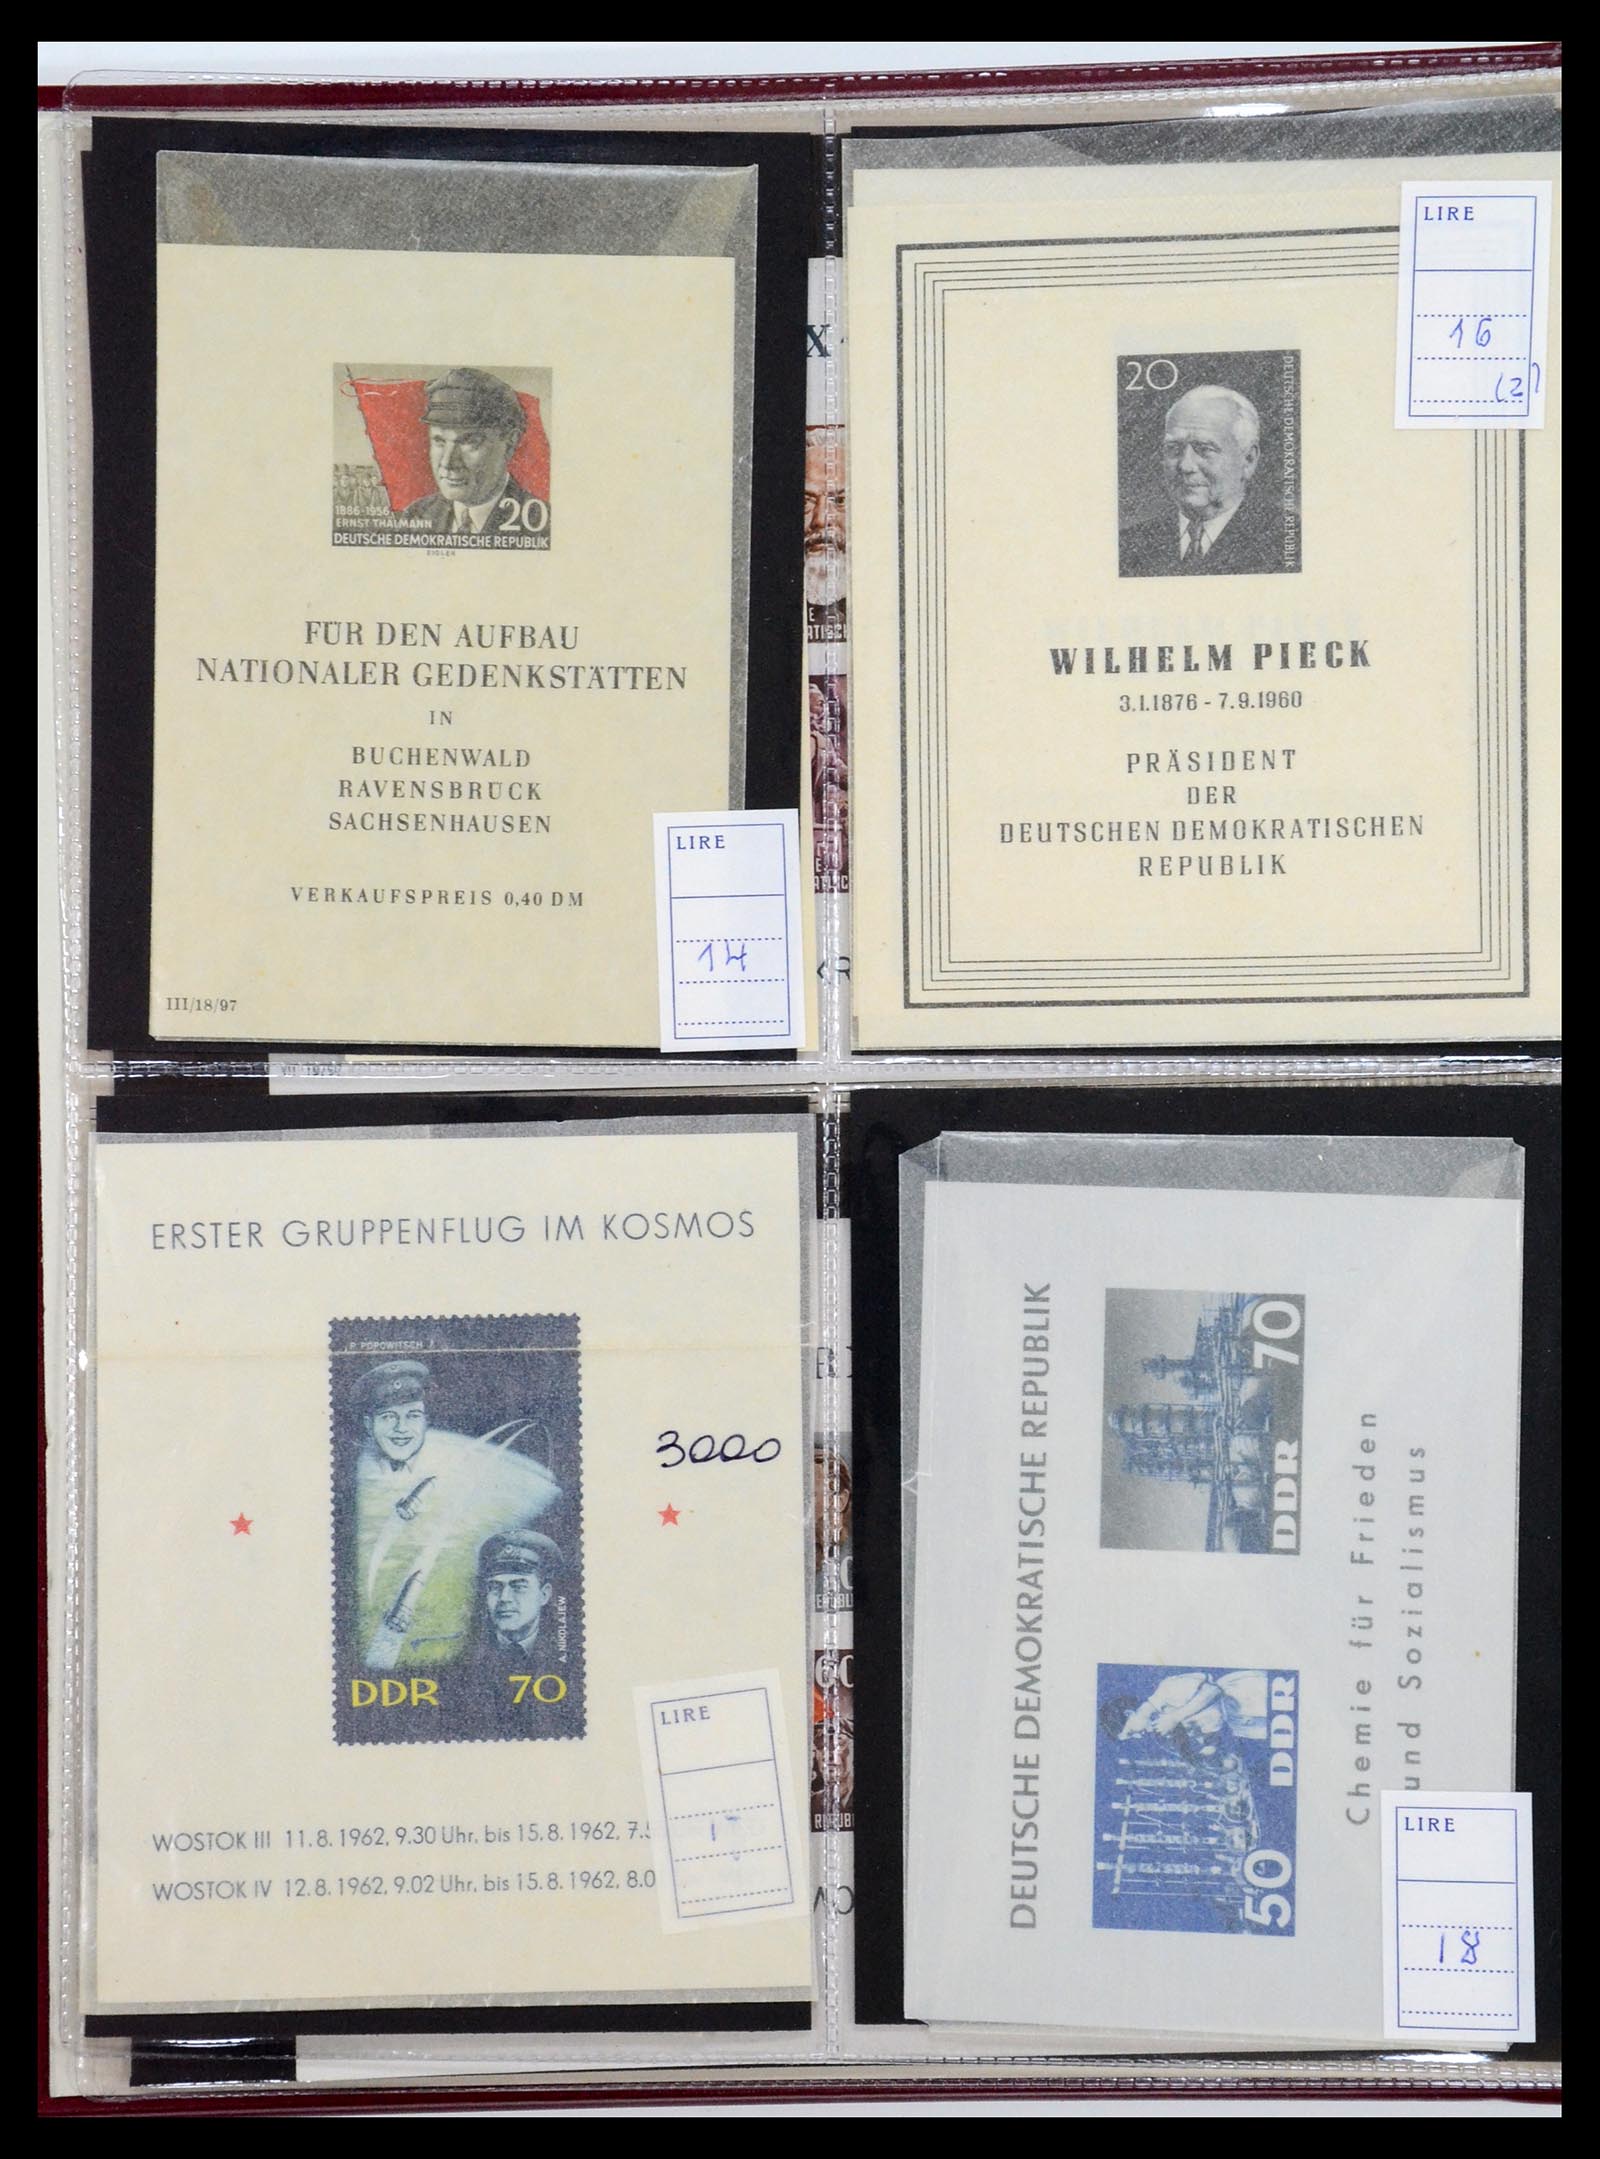 1886-1956
ERNST THÄLMANN
20
DEUTSCHE DEMOKRATISCHE REPUBLIK
ZIGLER
FÜR DEN AUFBAU
NATIONALER GEDENKSTÄTTEN
IN
BUCHENWALD
RAVENSBRÜCK
SACHSENHAUSEN
VERKAUFSPREIS 0,40 DM
III/18/97
LIRE
14
20
DEUTSCHE DEMOKRATISCHE REPUBLIK
WILHELM PIECK
3.1.1876 - 7.9.1960
PRÄSIDENT
DER
DEUTSCHEN DEMOKRATISCHEN
REPUBLIK
LIRE
16
(2)
ERSTER GRUPPENFLUG IM KOSMOS
P. POPOWITSCH
3000
A. NIKOLAJEW
DDR 70
WOSTOK III 11.8.1962, 9.30 Uhr, bis 15.8.1962,
WOSTOK IV 12.8.1962, 9.02 Uhr, bis 15.8.1962,
LIRE
DEUTSCHE DEMOKRATISCHE REPUBLIK
50 DDR
DDR 70
Chemie für Frieden
und Sozialismus
LIRE
18